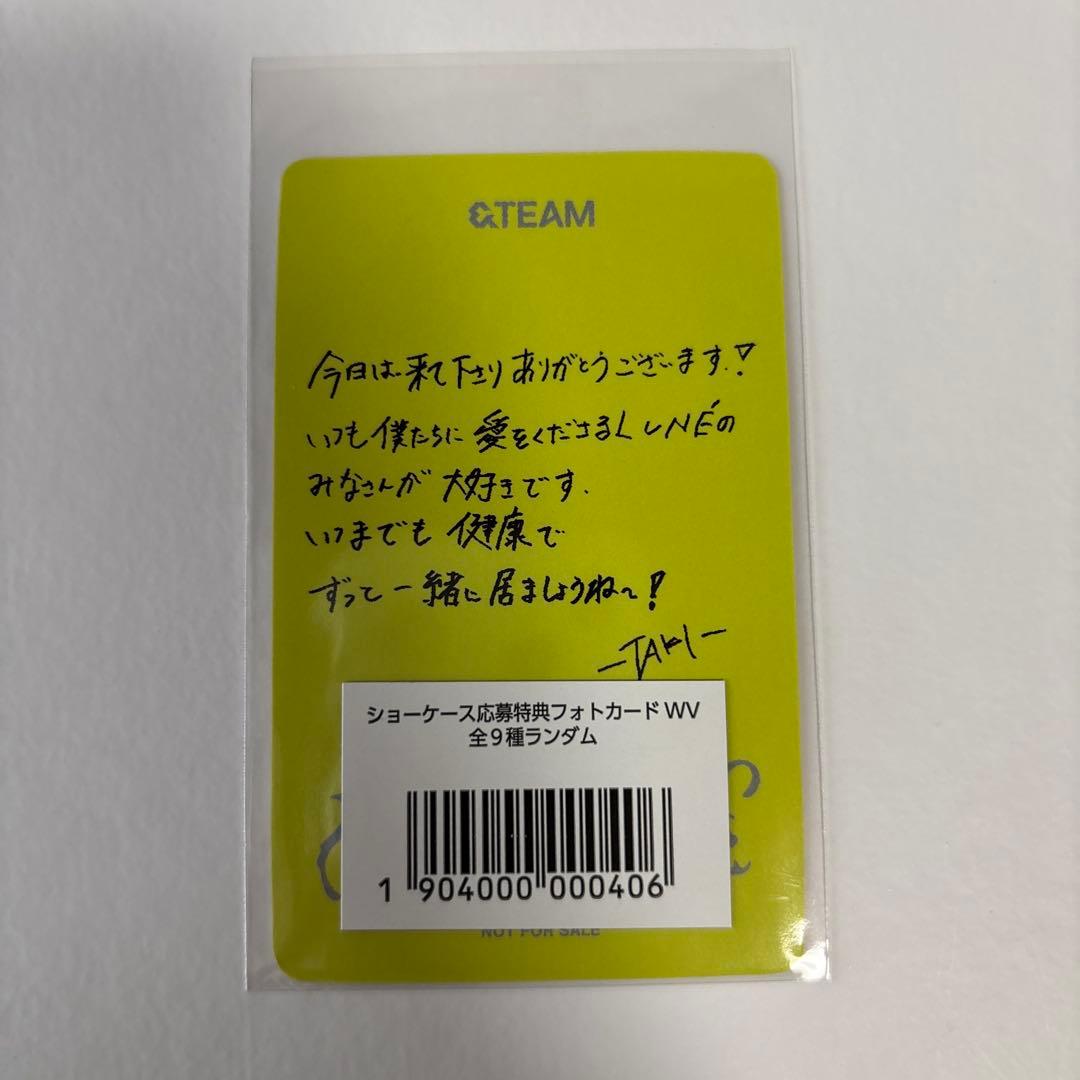 &TEAM
今日は来て下さりありがとうございます!
いつも僕たちに愛をくださるLUNÉの
みなさんが大好きです.
いつまでも健康で
ずっと一緒に居ましょうね~!
-TAKI-
ショーケース応募特典フォトカード WV
全9種ランダム
1 904000 000406
NOT FOR SALE